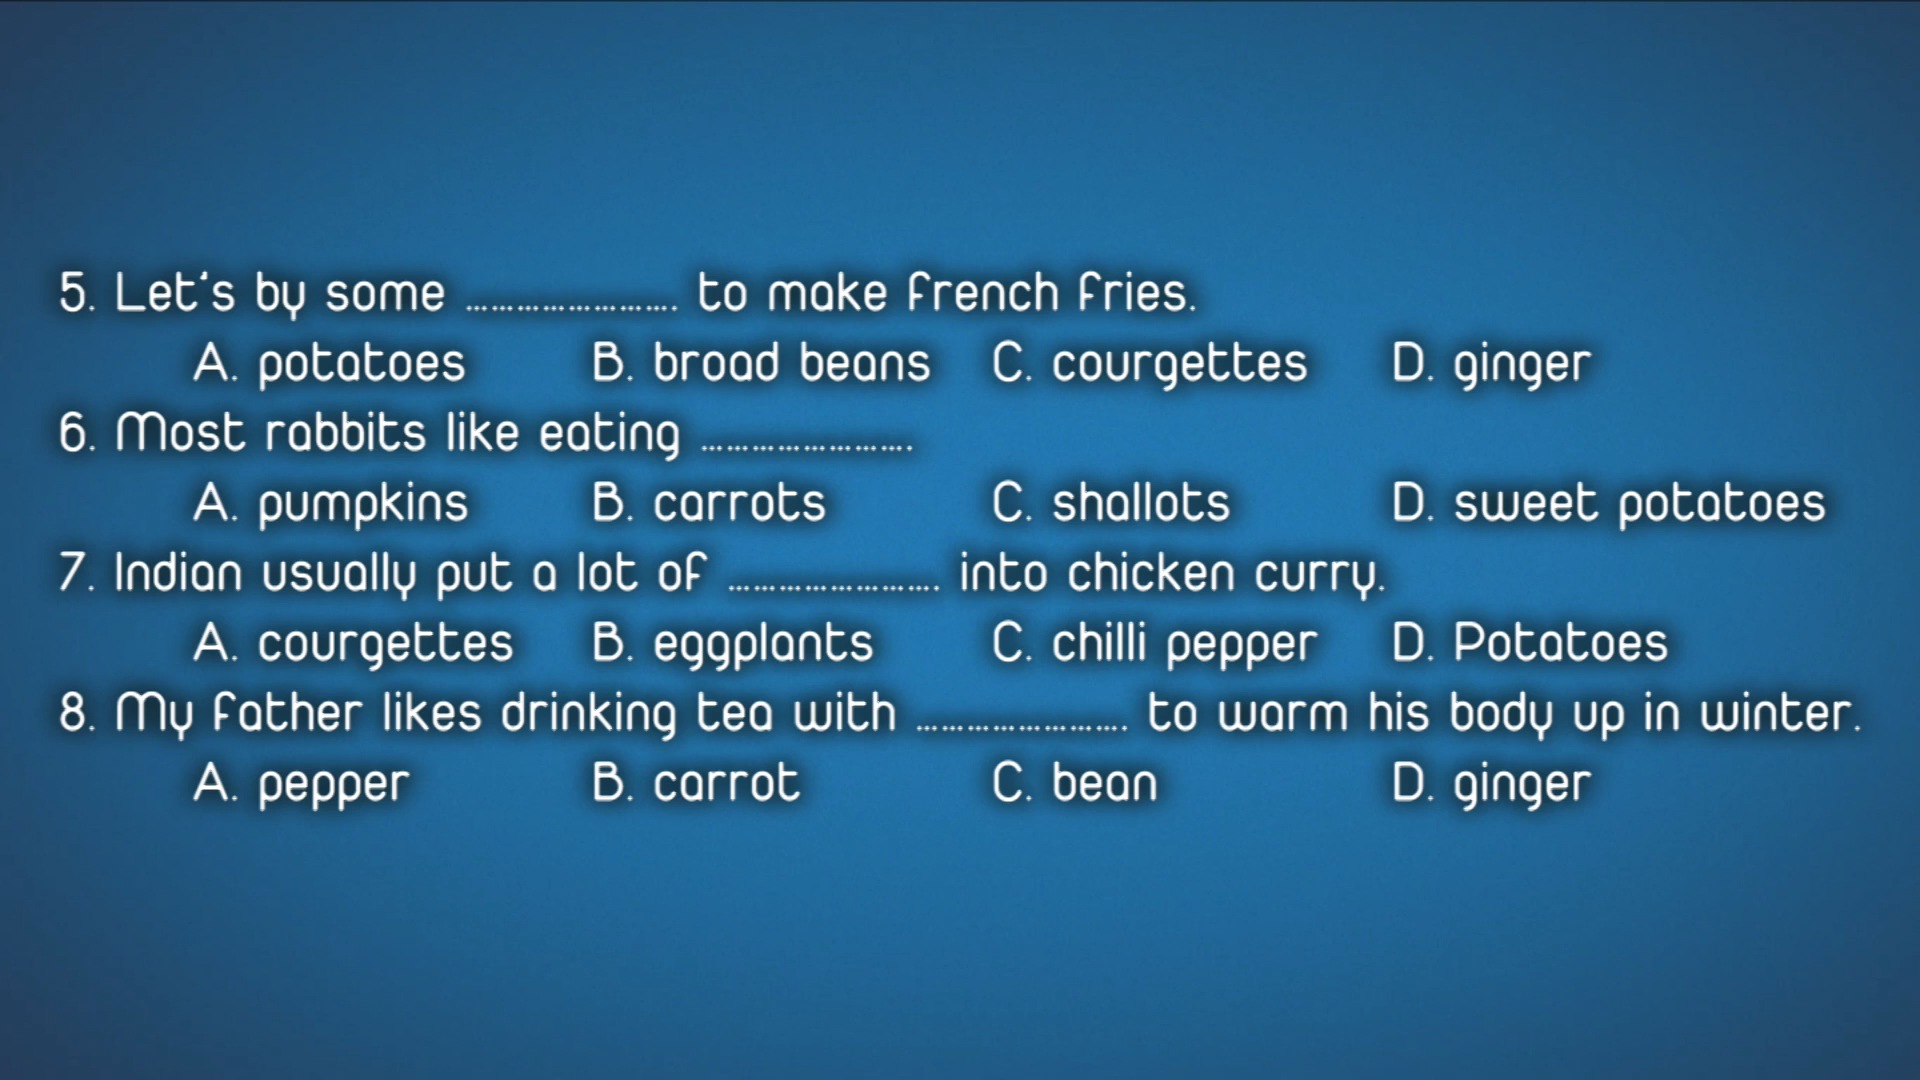 5. Let's by some ………………….. to make french fries.
A. potatoes B. broad beans C. courgettes D. ginger
6. Most rabbits like eating …………………..
A. pumpkins B. carrots C. shallots D. sweet potatoes
7. Indian usually put a lot of ………………….. into chicken curry.
A. courgettes B. eggplants C. chilli pepper D. Potatoes
8. My father likes drinking tea with ………………….. to warm his body up in winter.
A. pepper B. carrot C. bean D. ginger